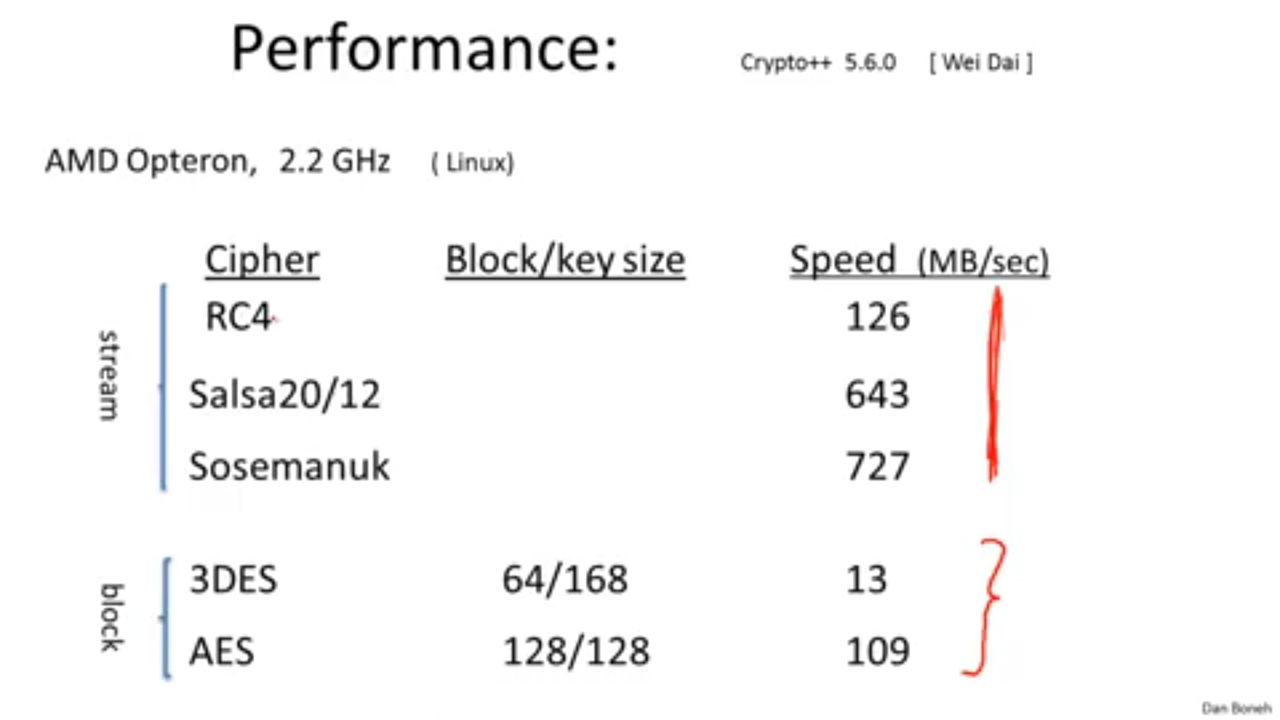 Performance: Crypto++ 5.6.0 [ Wei Dai ]
AMD Opteron, 2.2 GHz ( Linux)
Cipher Block/key size Speed (MB/sec)
stream
RC4 126
Salsa20/12 643
Sosemanuk 727
block
3DES 64/168 13
AES 128/128 109
Dan Boneh